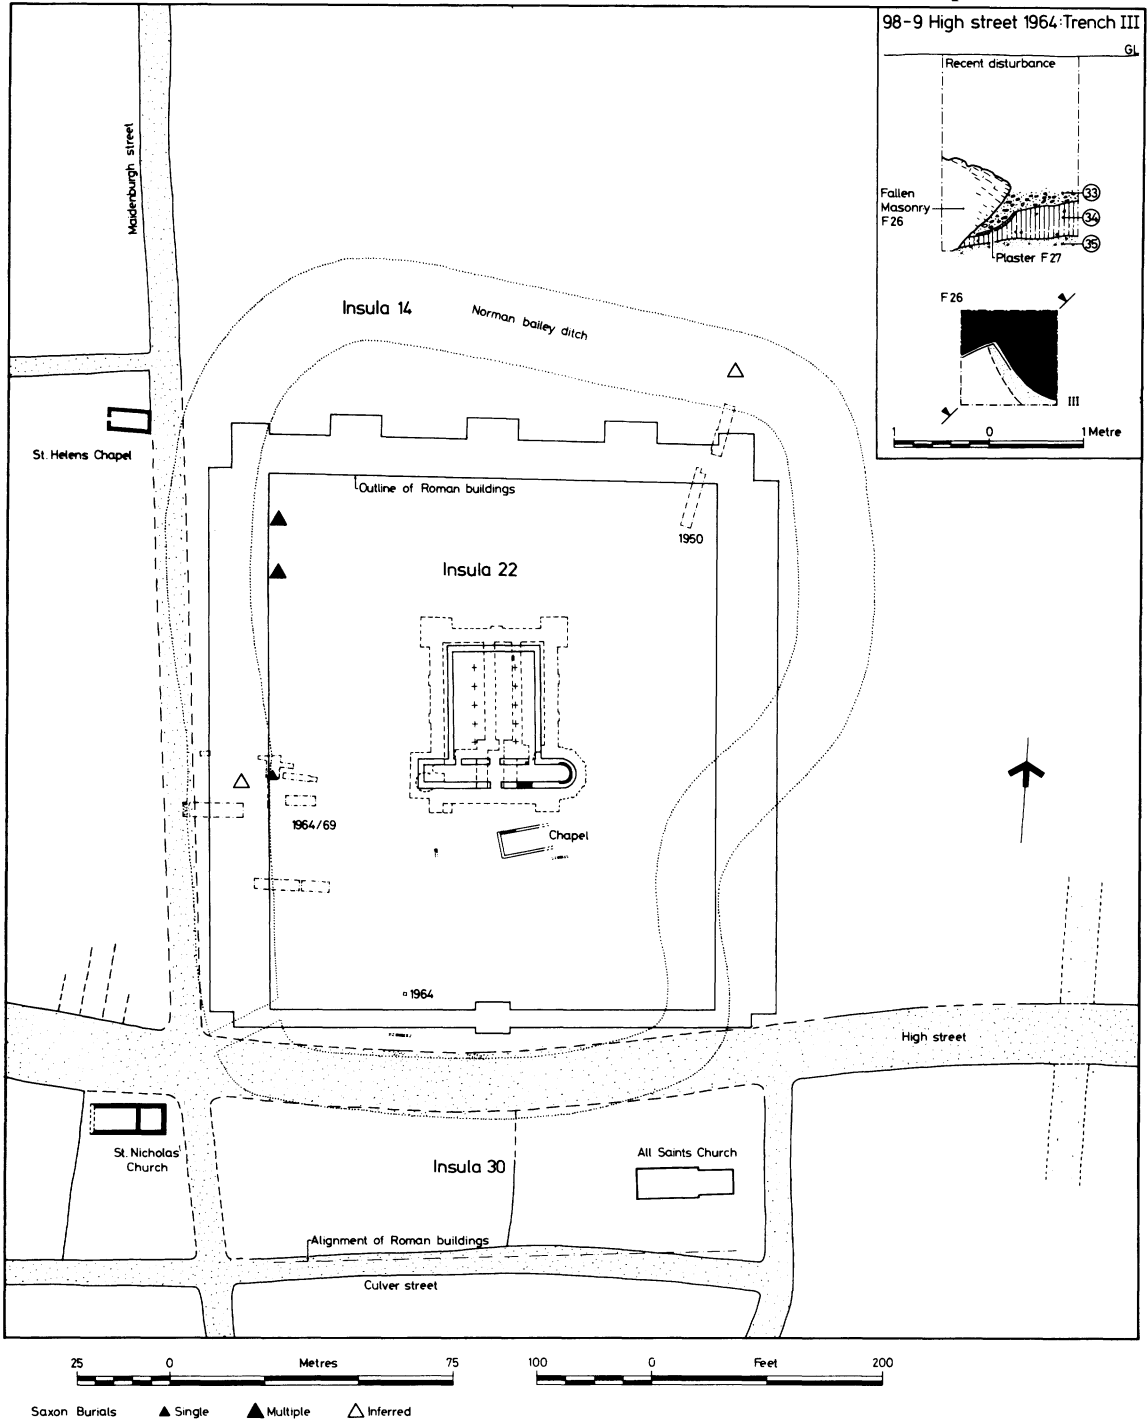 98-9 High street 1964: Trench III
GL
Recent disturbance
Fallen
Masonry
F 26
33
34
35
Plaster F 27
F 26
III
1 0 1 Metre
Maidenburgh street
Insula 14
Norman bailey ditch
St. Helens Chapel
Outline of Roman buildings
1950
Insula 22
1964/69
Chapel
1964
High street
St. Nicholas
Church
Insula 30
All Saints Church
Alignment of Roman buildings
Culver street
25 0 Metres 75
100 0 Feet 200
Saxon Burials Single Multiple Inferred